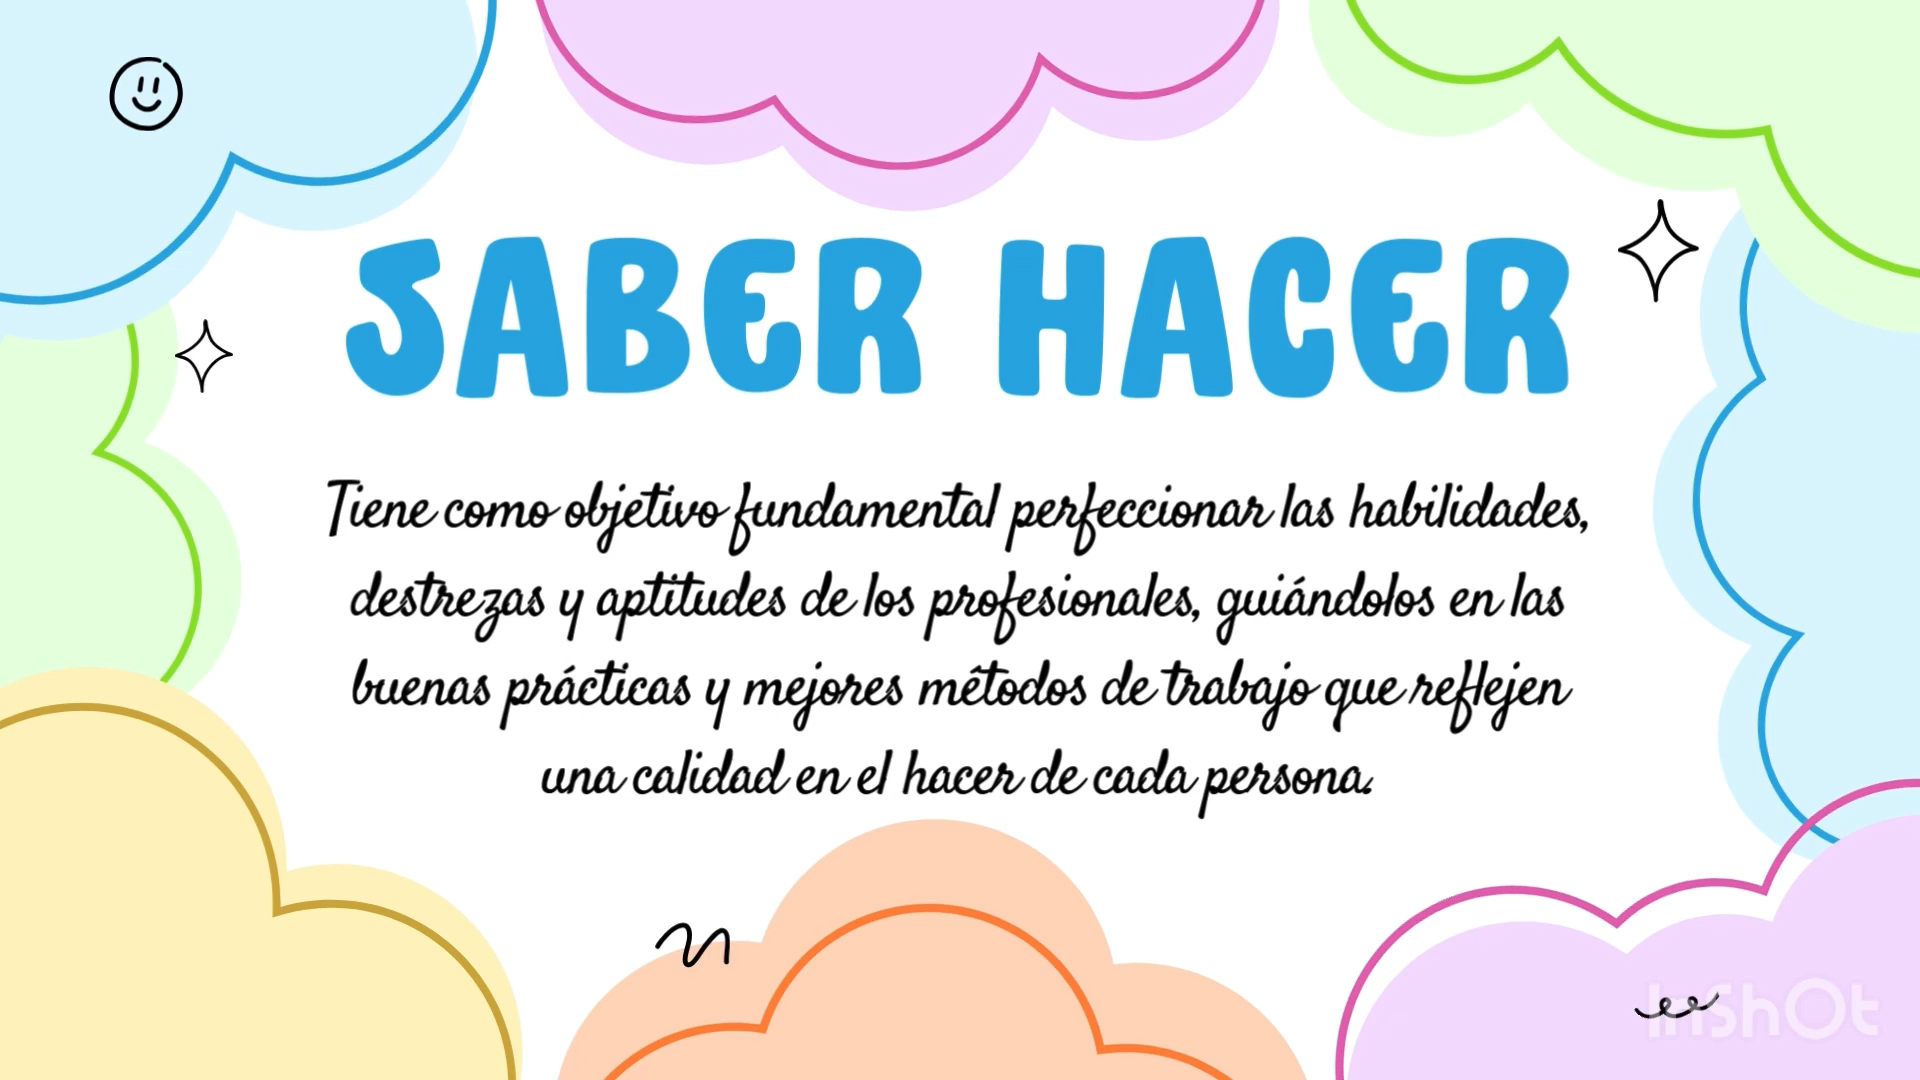 SABER HACER
Tiene como objetivo fundamental perfeccionar las habilidades,
destrezas y aptitudes de los profesionales, guiándolos en las
buenas prácticas y mejores métodos de trabajo que reflejen
una calidad en el hacer de cada persona.
InShOt